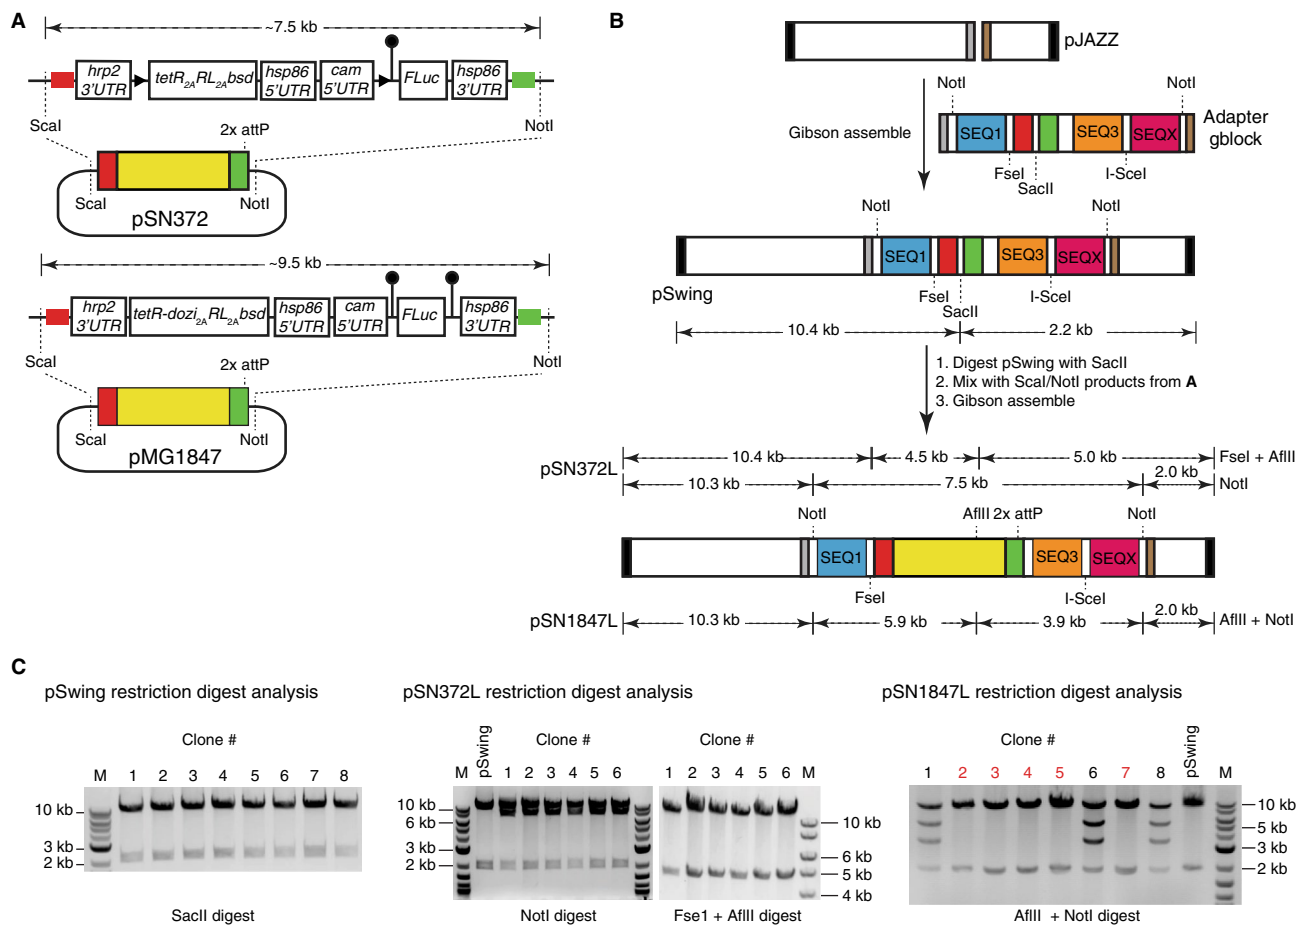 A
~7.5 kb
hrp2 3'UTR
tetR2ARL2Absd
hsp86 5'UTR
cam 5'UTR
FLuc
hsp86 3'UTR
ScaI
2x attP
NotI
ScaI
NotI
pSN372
~9.5 kb
hrp2 3'UTR
tetR-dozi2ARL2Absd
hsp86 5'UTR
cam 5'UTR
FLuc
hsp86 3'UTR
ScaI
2x attP
NotI
ScaI
NotI
pMG1847
B
pJAZZ
Gibson assemble
NotI
NotI
SEQ1
SEQ3
SEQX
Adapter gblock
FseI
SacII
I-SceI
NotI
NotI
SEQ1
SEQ3
SEQX
pSwing
FseI
SacII
I-SceI
10.4 kb
2.2 kb
1. Digest pSwing with SacII
2. Mix with ScaI/NotI products from A
3. Gibson assemble
pSN372L
10.4 kb
4.5 kb
5.0 kb
FseI + AflII
10.3 kb
7.5 kb
2.0 kb
NotI
NotI
AflII
2x attP
NotI
SEQ1
SEQ3
SEQX
FseI
I-SceI
pSN1847L
10.3 kb
5.9 kb
3.9 kb
2.0 kb
AflII + NotI
C
pSwing restriction digest analysis
Clone #
M 1 2 3 4 5 6 7 8
10 kb
3 kb
2 kb
SacII digest
pSN372L restriction digest analysis
Clone #
M pSwing 1 2 3 4 5 6
10 kb
6 kb
3 kb
2 kb
NotI digest
Clone #
1 2 3 4 5 6 M
10 kb
6 kb
5 kb
4 kb
Fse1 + AflII digest
pSN1847L restriction digest analysis
Clone #
1 2 3 4 5 6 7 8 pSwing M
10 kb
5 kb
3 kb
2 kb
AflII + NotI digest